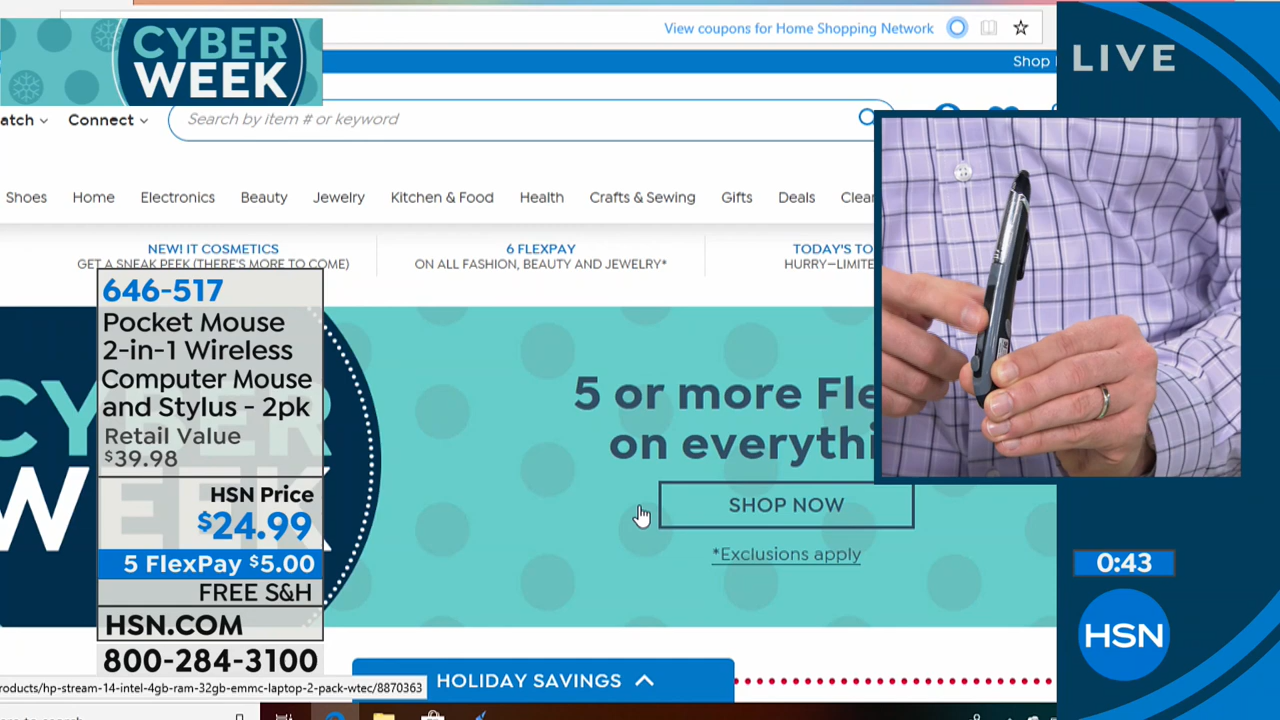 View coupons for Home Shopping Network
CYBER
WEEK
LIVE
Shop
atch
Connect
Search by item # or keyword
Shoes
Home
Electronics
Beauty
Jewelry
Kitchen & Food
Health
Crafts & Sewing
Gifts
Deals
Clear
NEW! IT COSMETICS
GET A SNEAK PEEK (THERE'S MORE TO COME)
6 FLEXPAY
ON ALL FASHION, BEAUTY AND JEWELRY*
TODAY'S TO
HURRY—LIMITE
646-517
Pocket Mouse
2-in-1 Wireless
Computer Mouse
and Stylus - 2pk
Retail Value
$39.98
HSN Price
$24.99
5 FlexPay $5.00
FREE S&H
HSN.COM
800-284-3100
CYBER
WEEK
5 or more Fle
on everythi
SHOP NOW
*Exclusions apply
0:43
HSN
HOLIDAY SAVINGS
roducts/hp-stream-14-intel-4gb-ram-32gb-emmc-laptop-2-pack-wtec/8870363